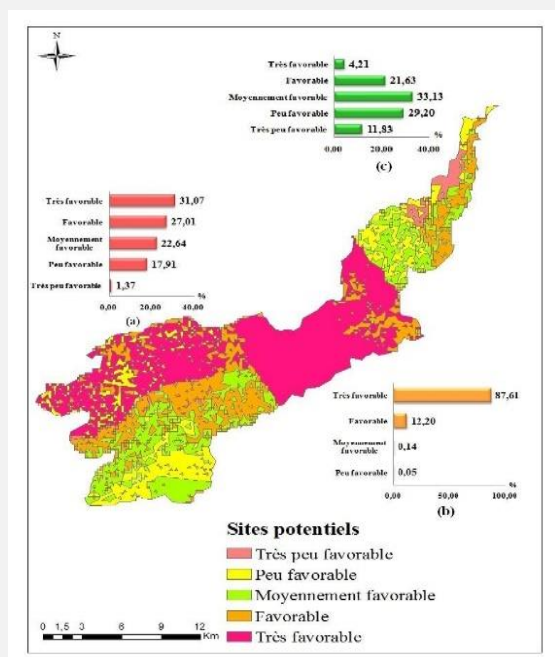 N
Très favorable 4,21
Favorable 21,63
Moyennement favorable 33,13
Peu favorable 29,20
Très peu favorable 11,83
0,00 20,00 40,00 %
(c)
Très favorable 31,07
Favorable 27,01
Moyennement
favorable 22,64
Peu favorable 17,91
Très peu favorable 1,37
0,00 20,00 40,00 %
(a)
Très favorable 87,61
Favorable 12,20
Moyennement
favorable 0,14
Peu favorable 0,05
0,00 50,00 100,00 %
(b)
Sites potentiels
Très peu favorable
Peu favorable
Moyennement favorable
Favorable
Très favorable
0 1,5 3 6 9 12
Km